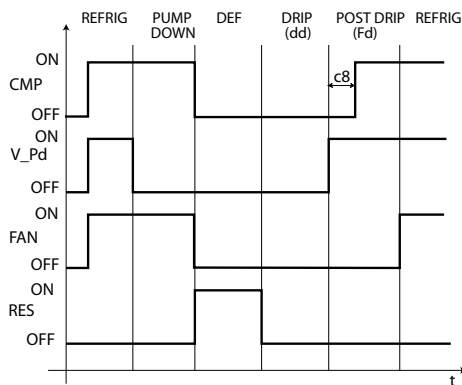 REFRIG PUMP DOWN DEF DRIP (dd) POST DRIP (Fd) REFRIG
ON
CMP
OFF
c8
ON
V_Pd
OFF
ON
FAN
OFF
ON
RES
OFF
t